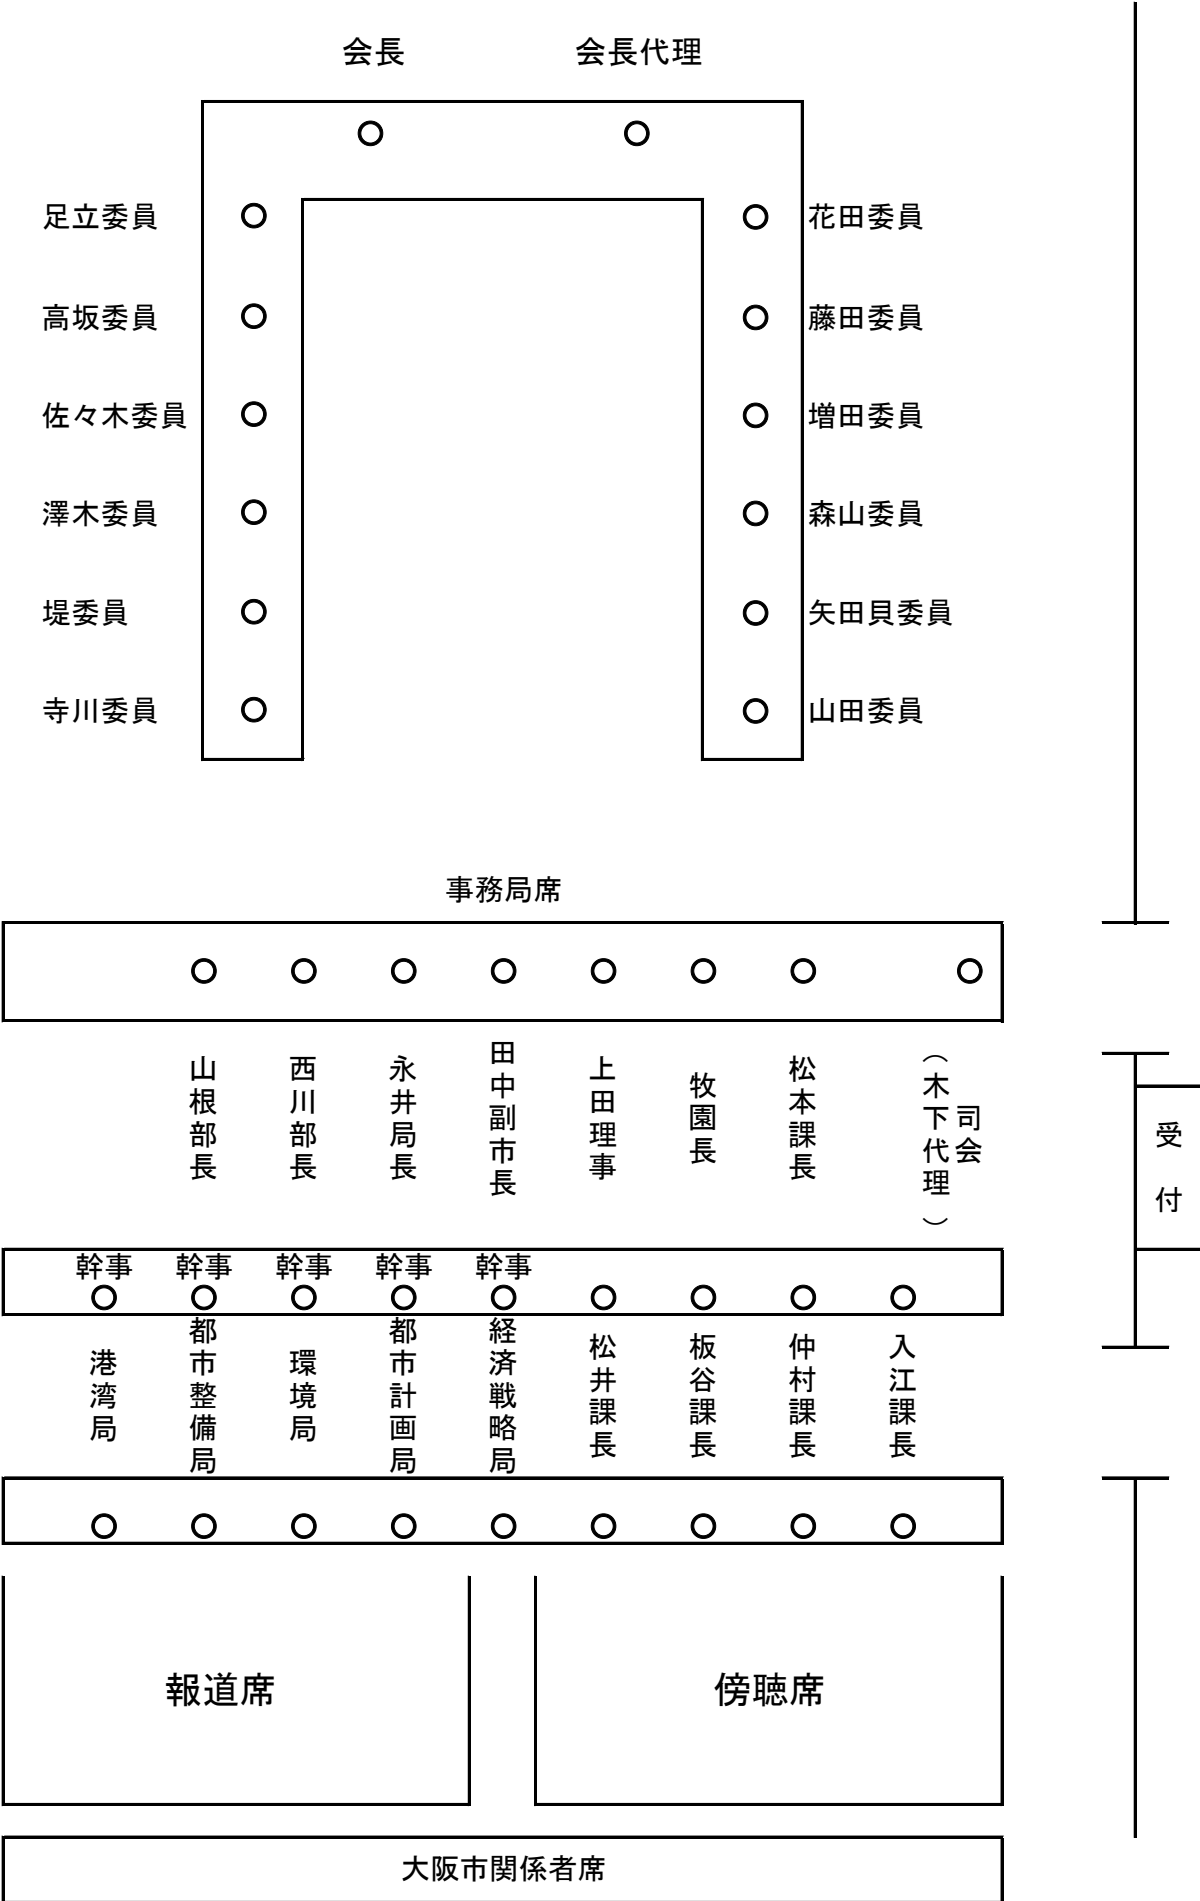 会長
会長代理
足立委員
花田委員
高坂委員
藤田委員
佐々木委員
増田委員
澤木委員
森山委員
堤委員
矢田貝委員
寺川委員
山田委員
事務局席
山根部長
西川部長
永井局長
田中副市長
上田理事
牧園長
松本課長
司会
（木下代理）
受付
幹事
幹事
幹事
幹事
幹事
港湾局
都市整備局
環境局
都市計画局
経済戦略局
松井課長
板谷課長
仲村課長
入江課長
報道席
傍聴席
大阪市関係者席